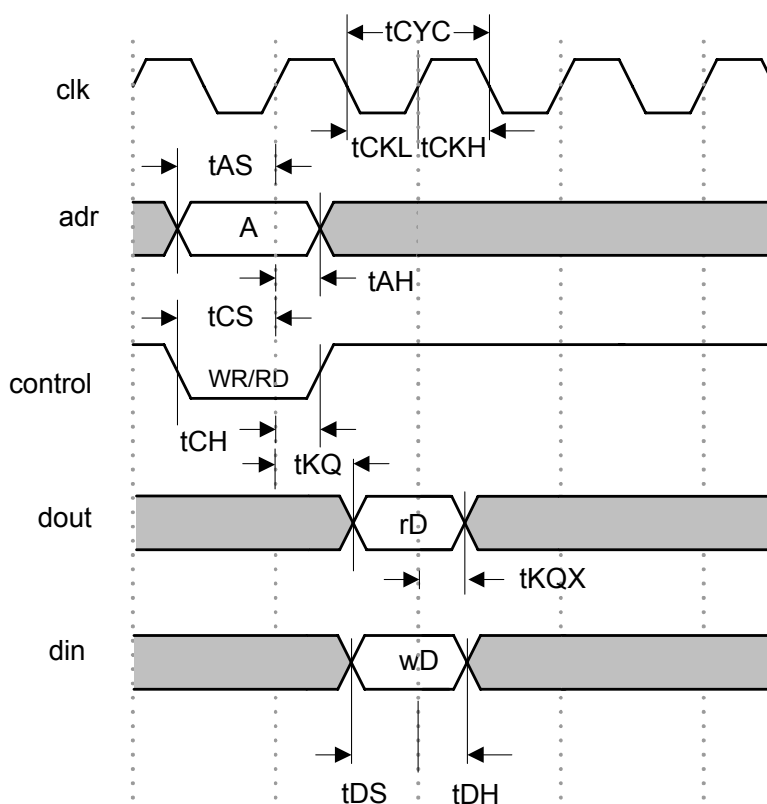 tCYC
clk
tCKL tCKH
tAS
adr
A
tAH
tCS
control
WR/RD
tCH
tKQ
dout
rD
tKQX
din
wD
tDS
tDH